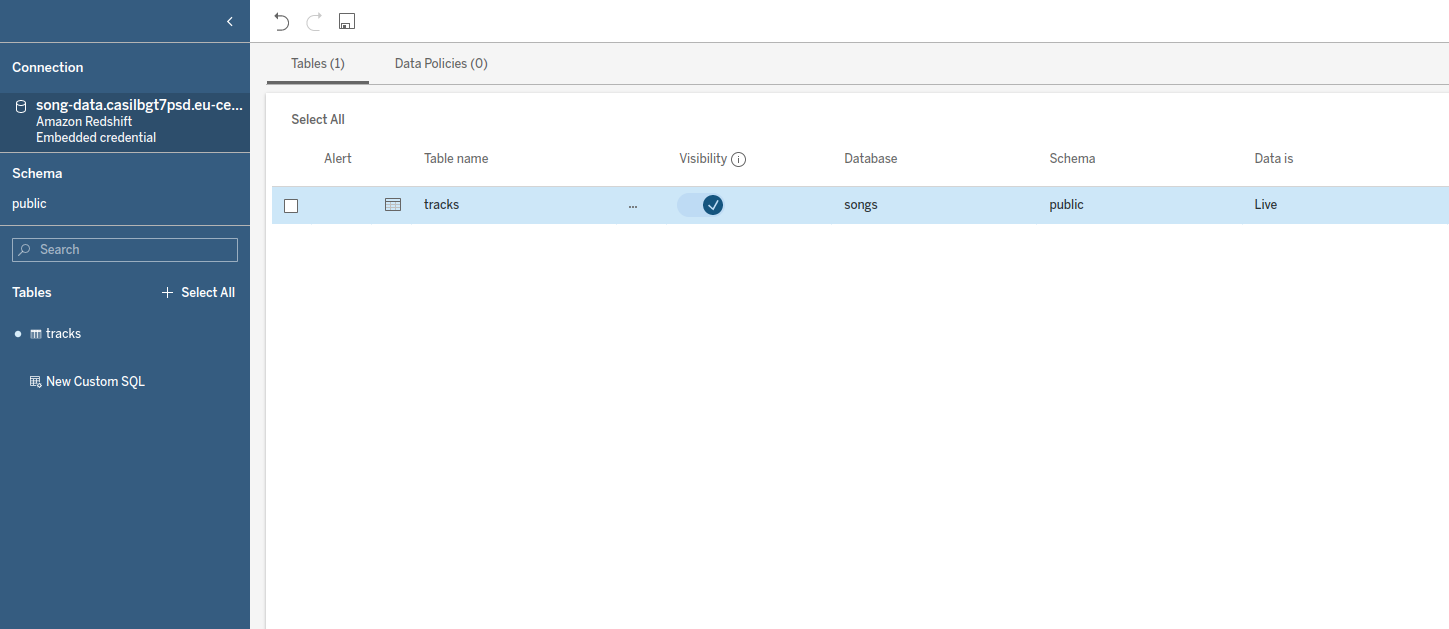 Connection
song-data.casilbgt7psd.eu-ce...
Amazon Redshift
Embedded credential
Schema
public
Search
Tables
Select All
tracks
New Custom SQL
Tables (1)
Data Policies (0)
Select All
Alert Table name Visibility Database Schema Data is
tracks ... songs public Live